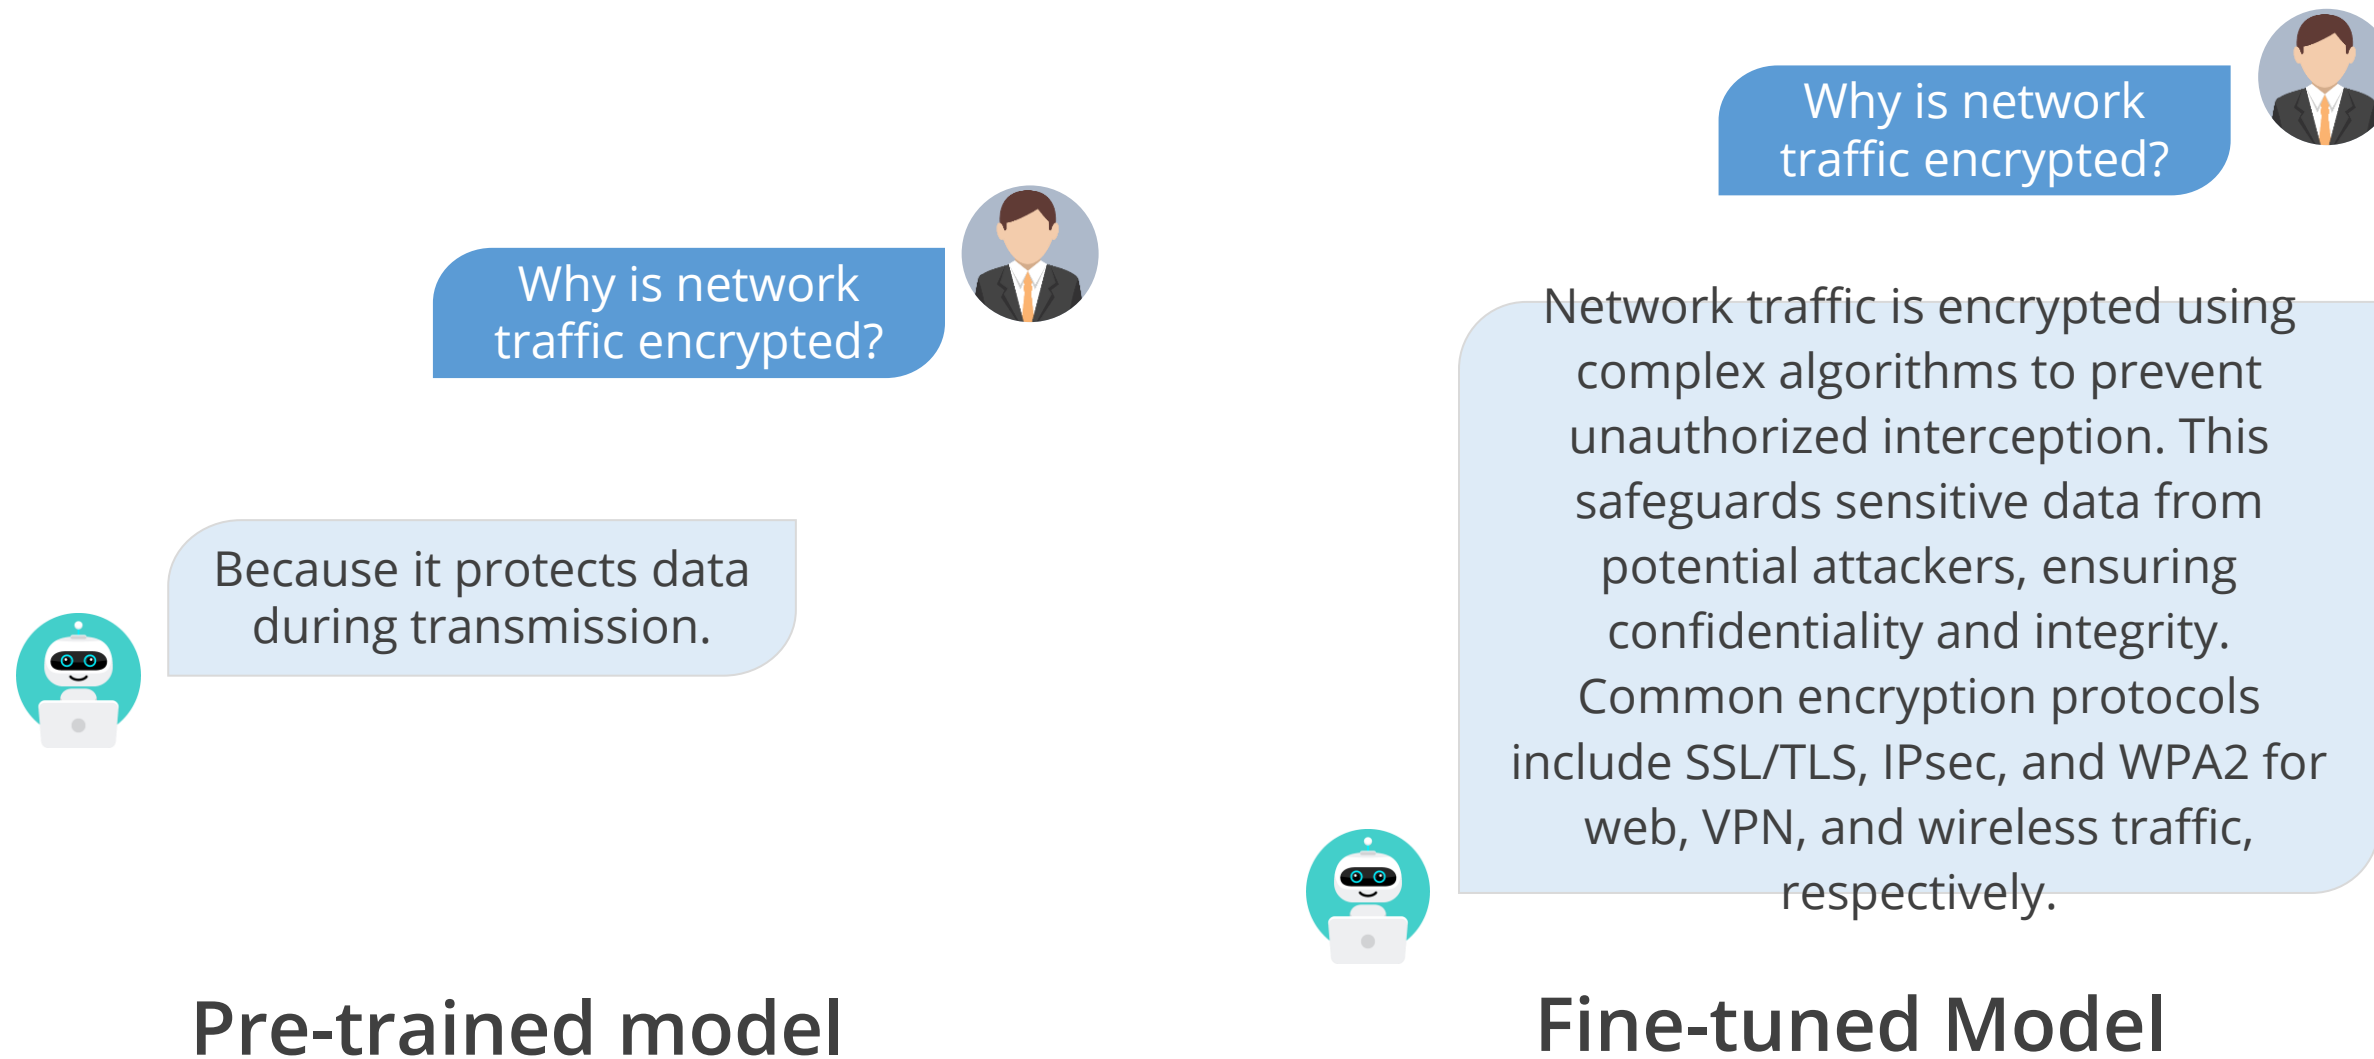 Why is network
traffic encrypted?
Because it protects data
during transmission.
Pre-trained model
Why is network
traffic encrypted?
Network traffic is encrypted using
complex algorithms to prevent
unauthorized interception. This
safeguards sensitive data from
potential attackers, ensuring
confidentiality and integrity.
Common encryption protocols
include SSL/TLS, IPsec, and WPA2 for
web, VPN, and wireless traffic,
respectively.
Fine-tuned Model